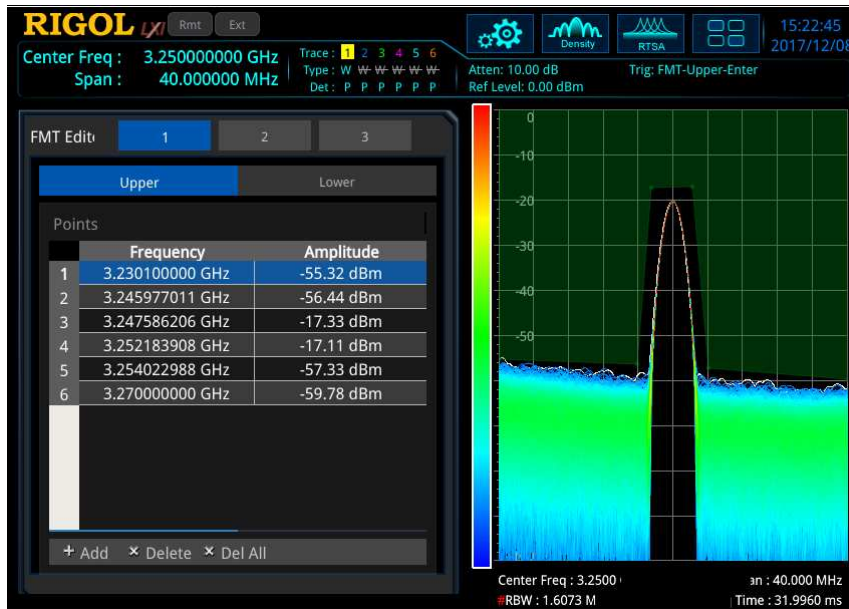 RIGOL LXI Rmt Ext
Density RTSA
15:22:45
2017/12/08
Center Freq : 3.250000000 GHz
Span : 40.000000 MHz
Trace : 1 2 3 4 5 6
Type : W W W W W W
Det : P P P P P P
Atten: 10.00 dB Trig: FMT-Upper-Enter
Ref Level: 0.00 dBm
FMT Edit 1 2 3
Upper Lower
Points
Frequency Amplitude
1 3.230100000 GHz -55.32 dBm
2 3.245977011 GHz -56.44 dBm
3 3.247586206 GHz -17.33 dBm
4 3.252183908 GHz -17.11 dBm
5 3.254022988 GHz -57.33 dBm
6 3.270000000 GHz -59.78 dBm
+ Add × Delete × Del All
0
-10
-20
-30
-40
-50
Center Freq : 3.2500 an : 40.000 MHz
#RBW : 1.6073 M Time : 31.9960 ms